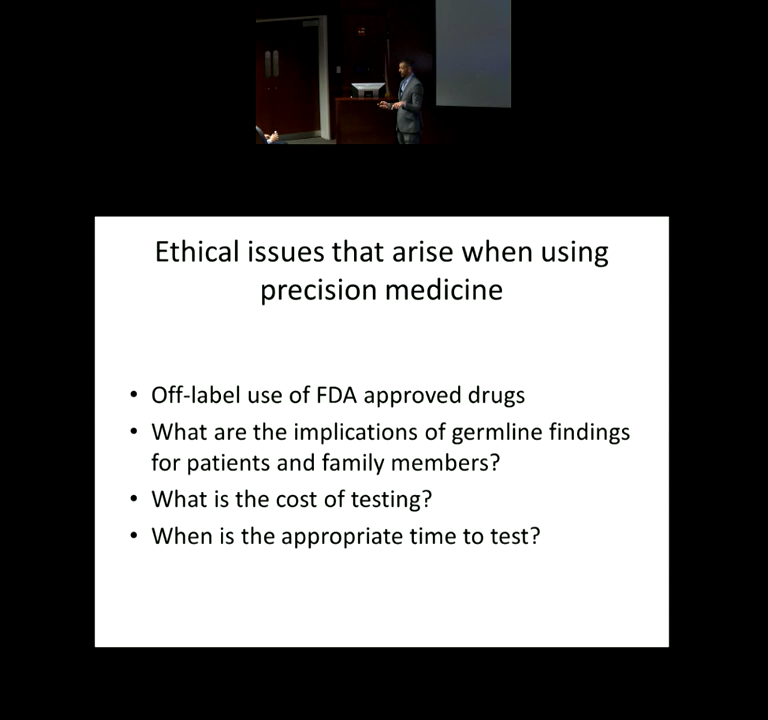 Ethical issues that arise when using
precision medicine
• Off-label use of FDA approved drugs
• What are the implications of germline findings
for patients and family members?
• What is the cost of testing?
• When is the appropriate time to test?